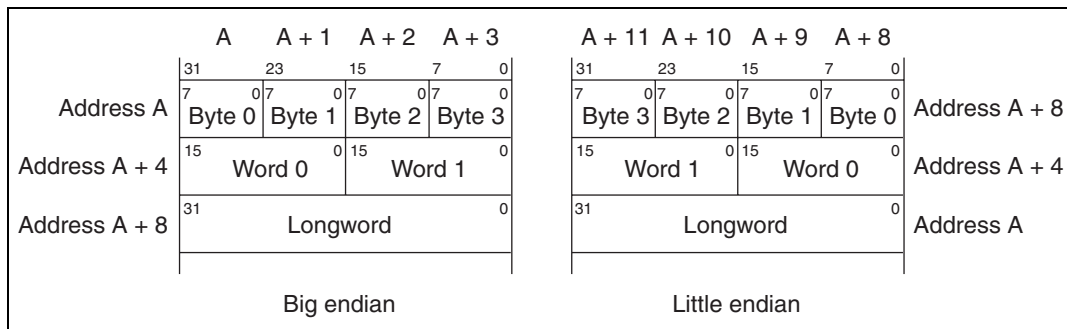 A A + 1 A + 2 A + 3 A + 11 A + 10 A + 9 A + 8
31 23 15 7 0 31 23 15 7 0
7 0 7 0 7 0 7 0 7 0 7 0 7 0 7 0
Address A Byte 0 Byte 1 Byte 2 Byte 3 Byte 3 Byte 2 Byte 1 Byte 0 Address A + 8
15 0 15 0 15 0 15 0
Address A + 4 Word 0 Word 1 Word 1 Word 0 Address A + 4
31 0 31 0
Address A + 8 Longword Longword Address A
Big endian Little endian